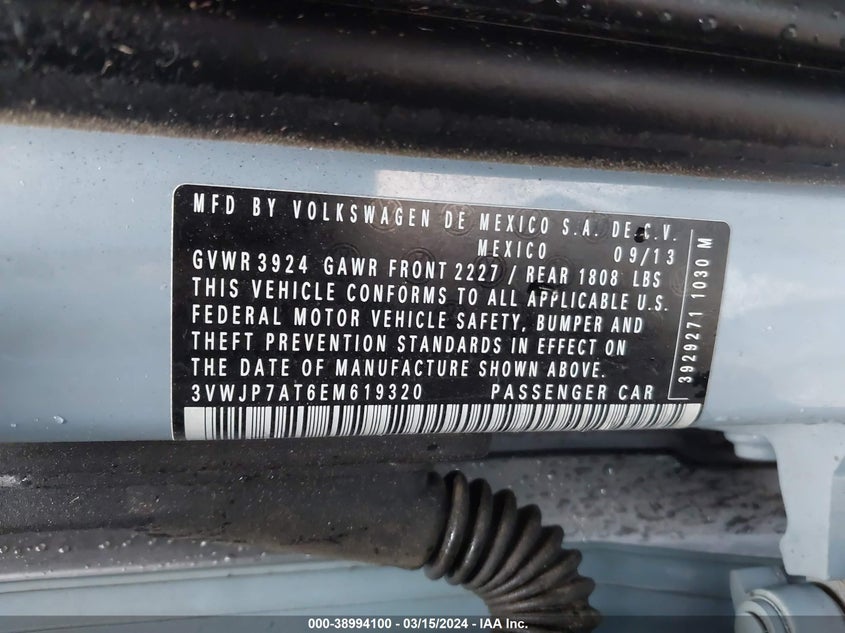 MFD BY VOLKSWAGEN DE MEXICO S.A. DE C.V.
MEXICO 09/13
GVWR 3924 GAWR FRONT 2227 / REAR 1808 LBS
THIS VEHICLE CONFORMS TO ALL APPLICABLE U.S.
FEDERAL MOTOR VEHICLE SAFETY, BUMPER AND
THEFT PREVENTION STANDARDS IN EFFECT ON
THE DATE OF MANUFACTURE SHOWN ABOVE.
3VWJP7AT6EM619320 PASSENGER CAR
3929271 1030 M
000-38994100 — 03/15/2024 — IAA Inc.